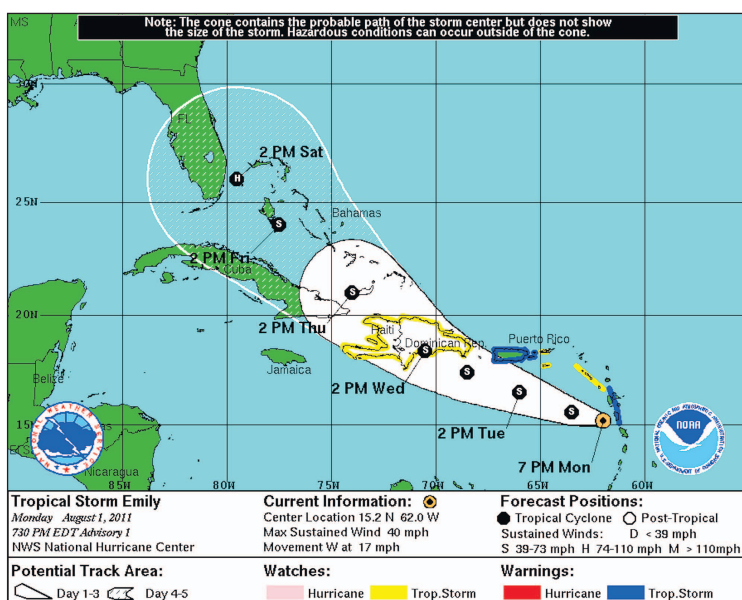 Note: The cone contains the probable path of the storm center but does not show
the size of the storm. Hazardous conditions can occur outside of the cone.
MS
30N
FL
2 PM Sat
25N
Bahamas
2 PM Fri
Cuba
20N
2 PM Thu
Haiti
Dominican Rep.
Puerto Rico
Jamaica
2 PM Wed
Belize
2 PM Tue
15N
NATIONAL WEATHER SERVICE
NOAA
7 PM Mon
Nicaragua
85W
80W
75W
70W
65W
60W
Tropical Storm Emily
Monday August 1, 2011
730 PM EDT Advisory 1
NWS National Hurricane Center
Current Information:
Center Location 15.2 N 62.0 W
Max Sustained Wind 40 mph
Movement W at 17 mph
Forecast Positions:
Tropical Cyclone Post-Tropical
Sustained Winds: D < 39 mph
S 39-73 mph H 74-110 mph M > 110mph
Potential Track Area:
Day 1-3 Day 4-5
Watches:
Hurricane Trop.Storm
Warnings:
Hurricane Trop.Storm